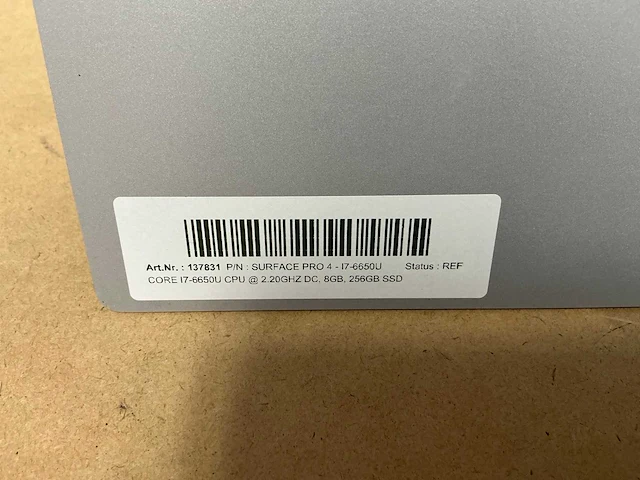 Art.Nr. : 137831 P/N : SURFACE PRO 4 - I7-6650U Status : REF
CORE I7-6650U CPU @ 2.20GHZ DC, 8GB, 256GB SSD